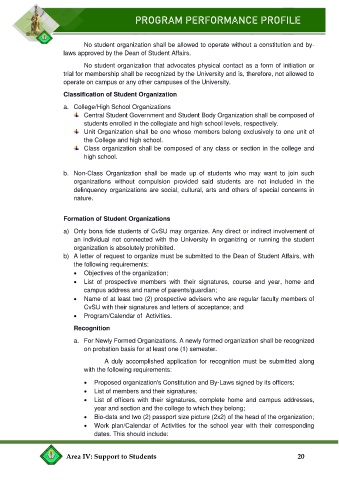 PROGRAM PERFORMANCE PROFILE
No student organization shall be allowed to operate without a constitution and by-
laws approved by the Dean of Student Affairs.
No student organization that advocates physical contact as a form of initiation or
trial for membership shall be recognized by the University and is, therefore, not allowed to
operate on campus or any other campuses of the University.
Classification of Student Organization
a. College/High School Organizations
Central Student Government and Student Body Organization shall be composed of
students enrolled in the collegiate and high school levels, respectively.
Unit Organization shall be one whose members belong exclusively to one unit of
the College and high school.
Class organization shall be composed of any class or section in the college and
high school.
b. Non-Class Organization shall be made up of students who may want to join such
organizations without compulsion provided said students are not included in the
delinquency organizations are social, cultural, arts and others of special concerns in
nature.
Formation of Student Organizations
a) Only bona fide students of CvSU may organize. Any direct or indirect involvement of
an individual not connected with the University in organizing or running the student
organization is absolutely prohibited.
b) A letter of request to organize must be submitted to the Dean of Student Affairs, with
the following requirements:
• Objectives of the organization;
• List of prospective members with their signatures, course and year, home and
campus address and name of parents/guardian;
• Name of at least two (2) prospective advisers who are regular faculty members of
CvSU with their signatures and letters of acceptance; and
• Program/Calendar of Activities.
Recognition
a. For Newly Formed Organizations. A newly formed organization shall be recognized
on probation basis for at least one (1) semester.
A duly accomplished application for recognition must be submitted along
with the following requirements:
• Proposed organization's Constitution and By-Laws signed by its officers;
• List of members and their signatures;
• List of officers with their signatures, complete home and campus addresses,
year and section and the college to which they belong;
• Bio-data and two (2) passport size picture (2x2) of the head of the organization,
• Work plan/Calendar of Activities for the school year with their corresponding
dates. This should include:
Area IV: Support to Students 20